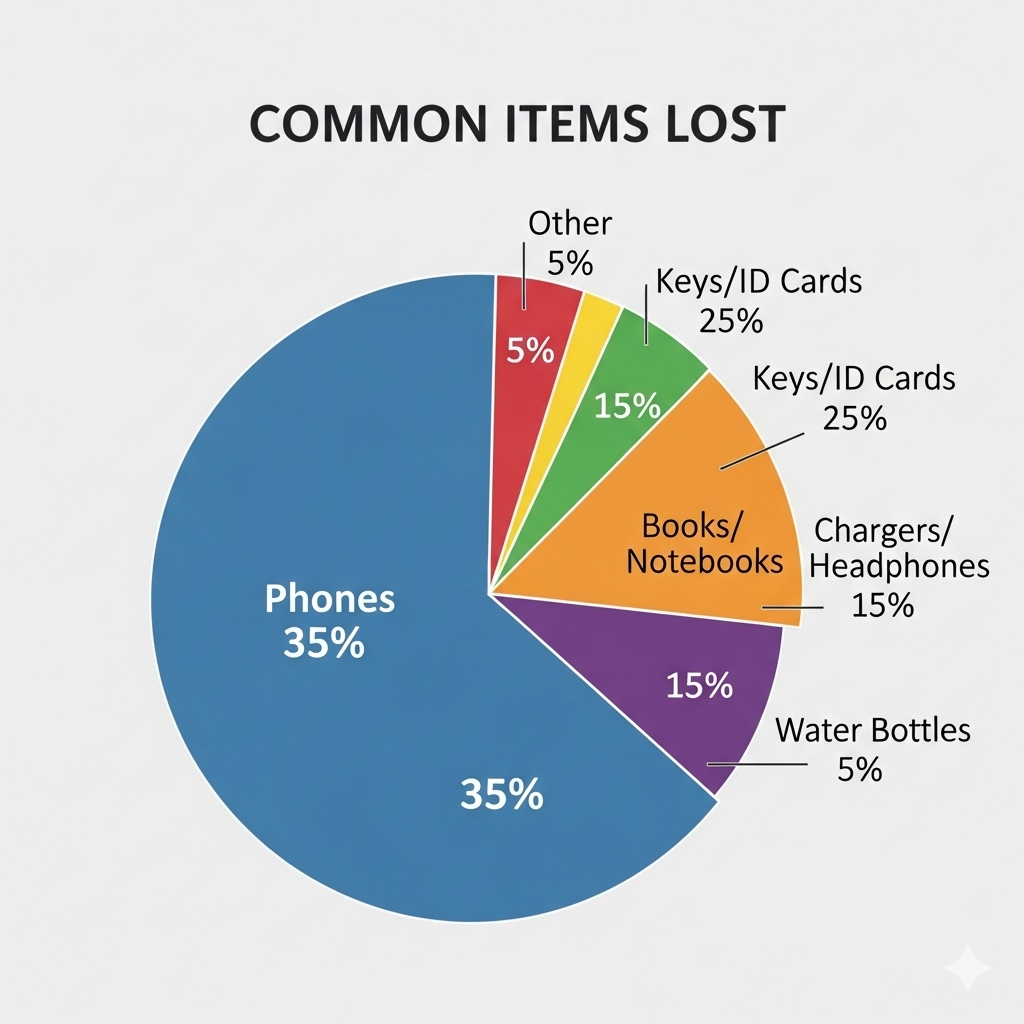 COMMON ITEMS LOST
Other
5%
Keys/ID Cards
25%
5%
Keys/ID Cards
25%
15%
Books/
Notebooks
Chargers/
Headphones
15%
Phones
35%
15%
Water Bottles
5%
35%